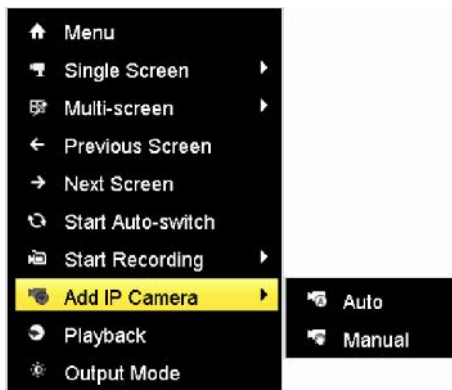 Menu
Single Screen
Multi-screen
Previous Screen
Next Screen
Start Auto-switch
Start Recording
Add IP Camera
Auto
Playback
Manual
Output Mode